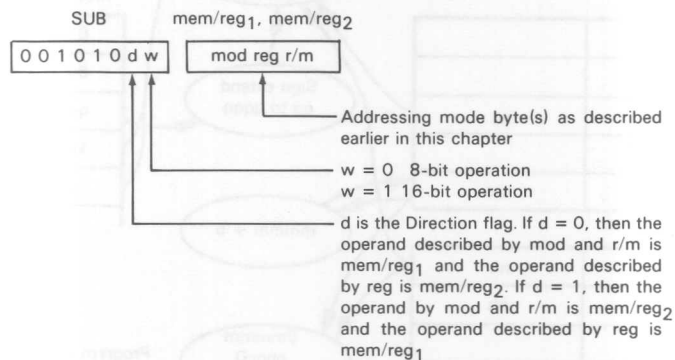 SUB mem/reg1, mem/reg2
0 0 1 0 1 0 d w mod reg r/m
Addressing mode byte(s) as described
earlier in this chapter
w = 0 8-bit operation
w = 1 16-bit operation
d is the Direction flag. If d = 0, then the
operand described by mod and r/m is
mem/reg1 and the operand described
by reg is mem/reg2. If d = 1, then the
operand by mod and r/m is mem/reg2
and the operand described by reg is
mem/reg1